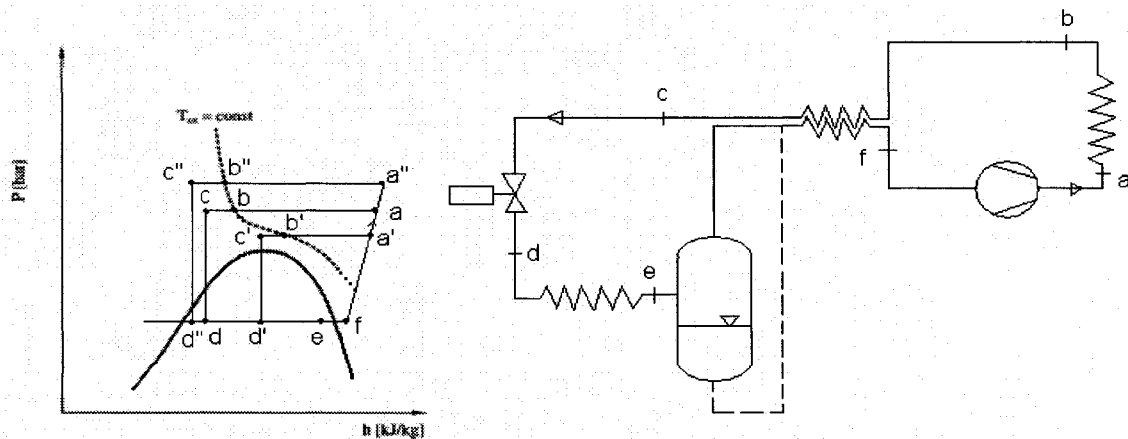 P [bar]
T = const
c" b" a"
c b a
c' b' a'
d" d d' e f
h [kJ/kg]
b
c
f
a
d
e